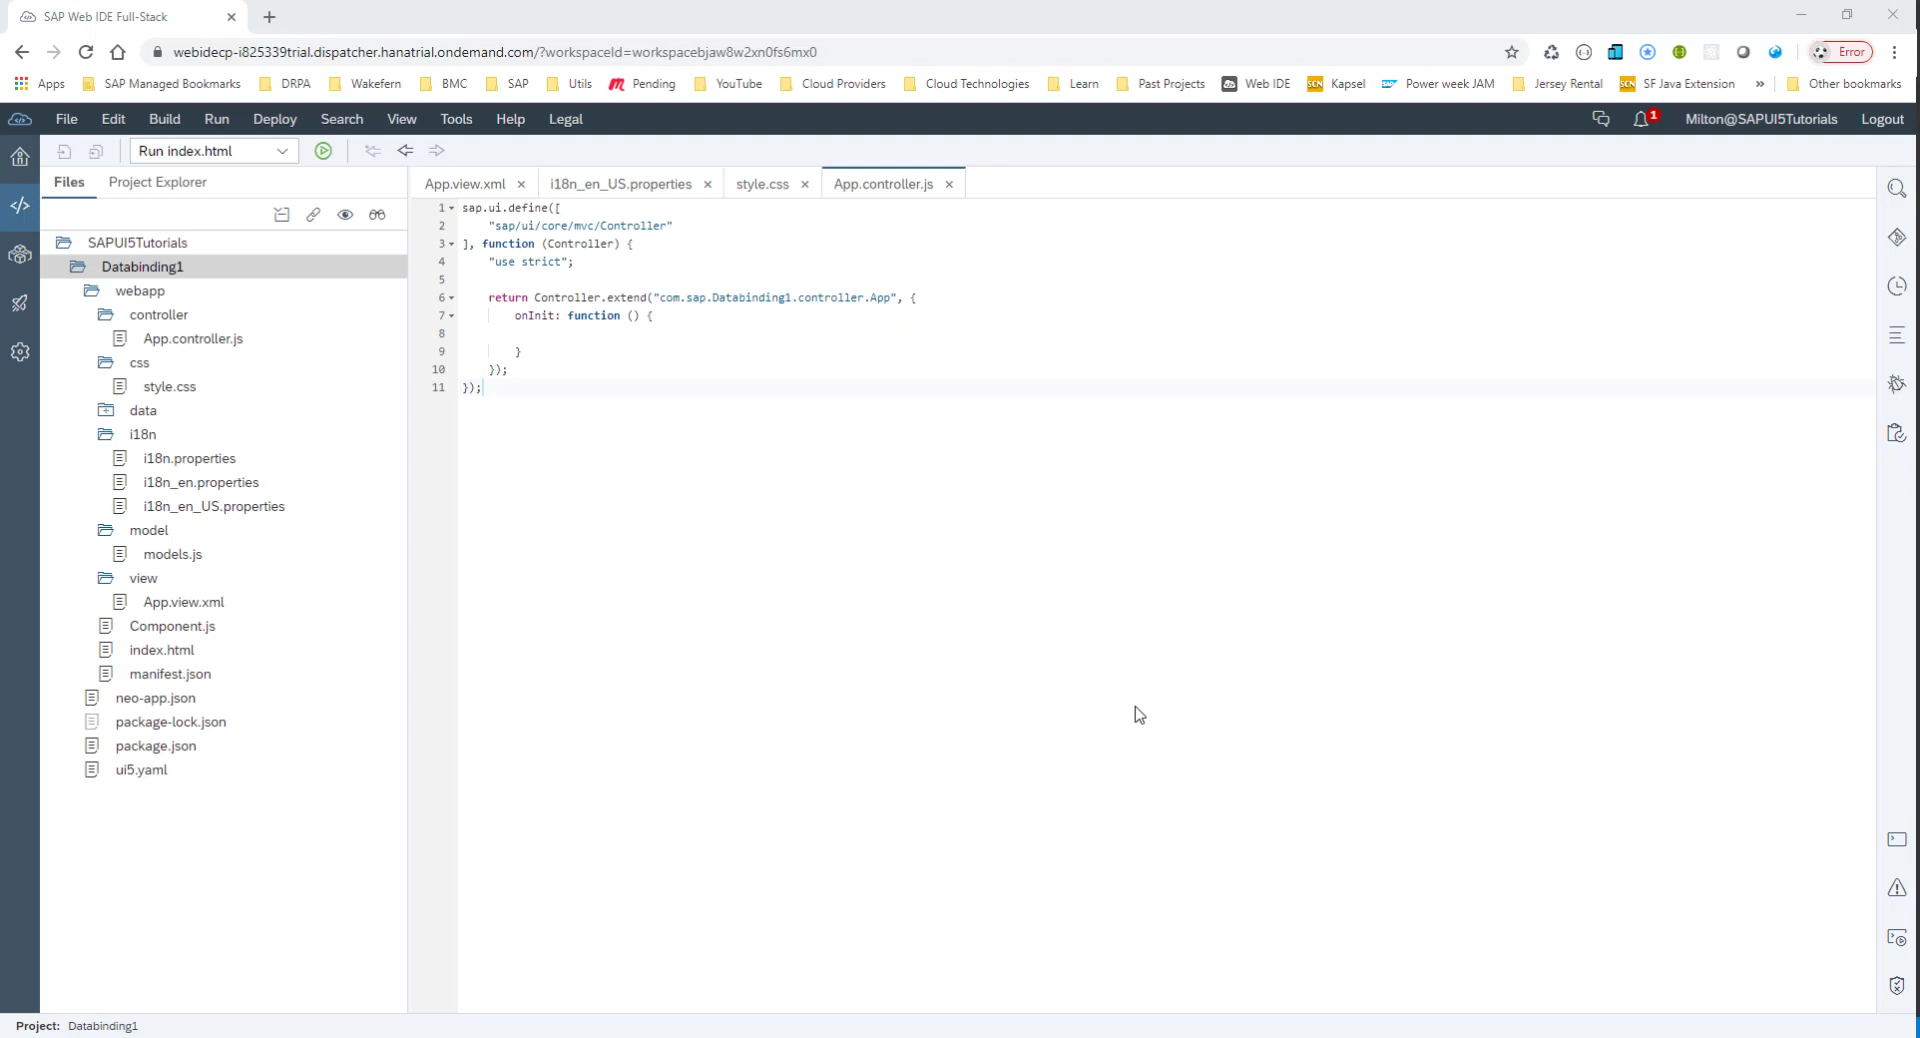 SAP Web IDE Full-Stack
webidecp-i825339trial.dispatcher.hanatrial.ondemand.com/?workspaceId=workspacebjaw8w2xn0fs6mx0
Error
Apps SAP Managed Bookmarks DRPA Wakefern BMC SAP Utils Pending YouTube Cloud Providers Cloud Technologies Learn Past Projects Web IDE SCN Kapsel SAP Power week JAM Jersey Rental SCN SF Java Extension » Other bookmarks
File Edit Build Run Deploy Search View Tools Help Legal 1 Milton@SAPUI5Tutorials Logout
Run index.html
Files Project Explorer
App.view.xml i18n_en_US.properties style.css App.controller.js
SAPUI5Tutorials
Databinding1
webapp
controller
App.controller.js
css
style.css
data
i18n
i18n.properties
i18n_en.properties
i18n_en_US.properties
model
models.js
view
App.view.xml
Component.js
index.html
manifest.json
neo-app.json
package-lock.json
package.json
ui5.yaml
1 sap.ui.define([
2 "sap/ui/core/mvc/Controller"
3 ], function (Controller) {
4 "use strict";
5
6 return Controller.extend("com.sap.Databinding1.controller.App", {
7 onInit: function () {
8
9 }
10 });
11 });
Project: Databinding1